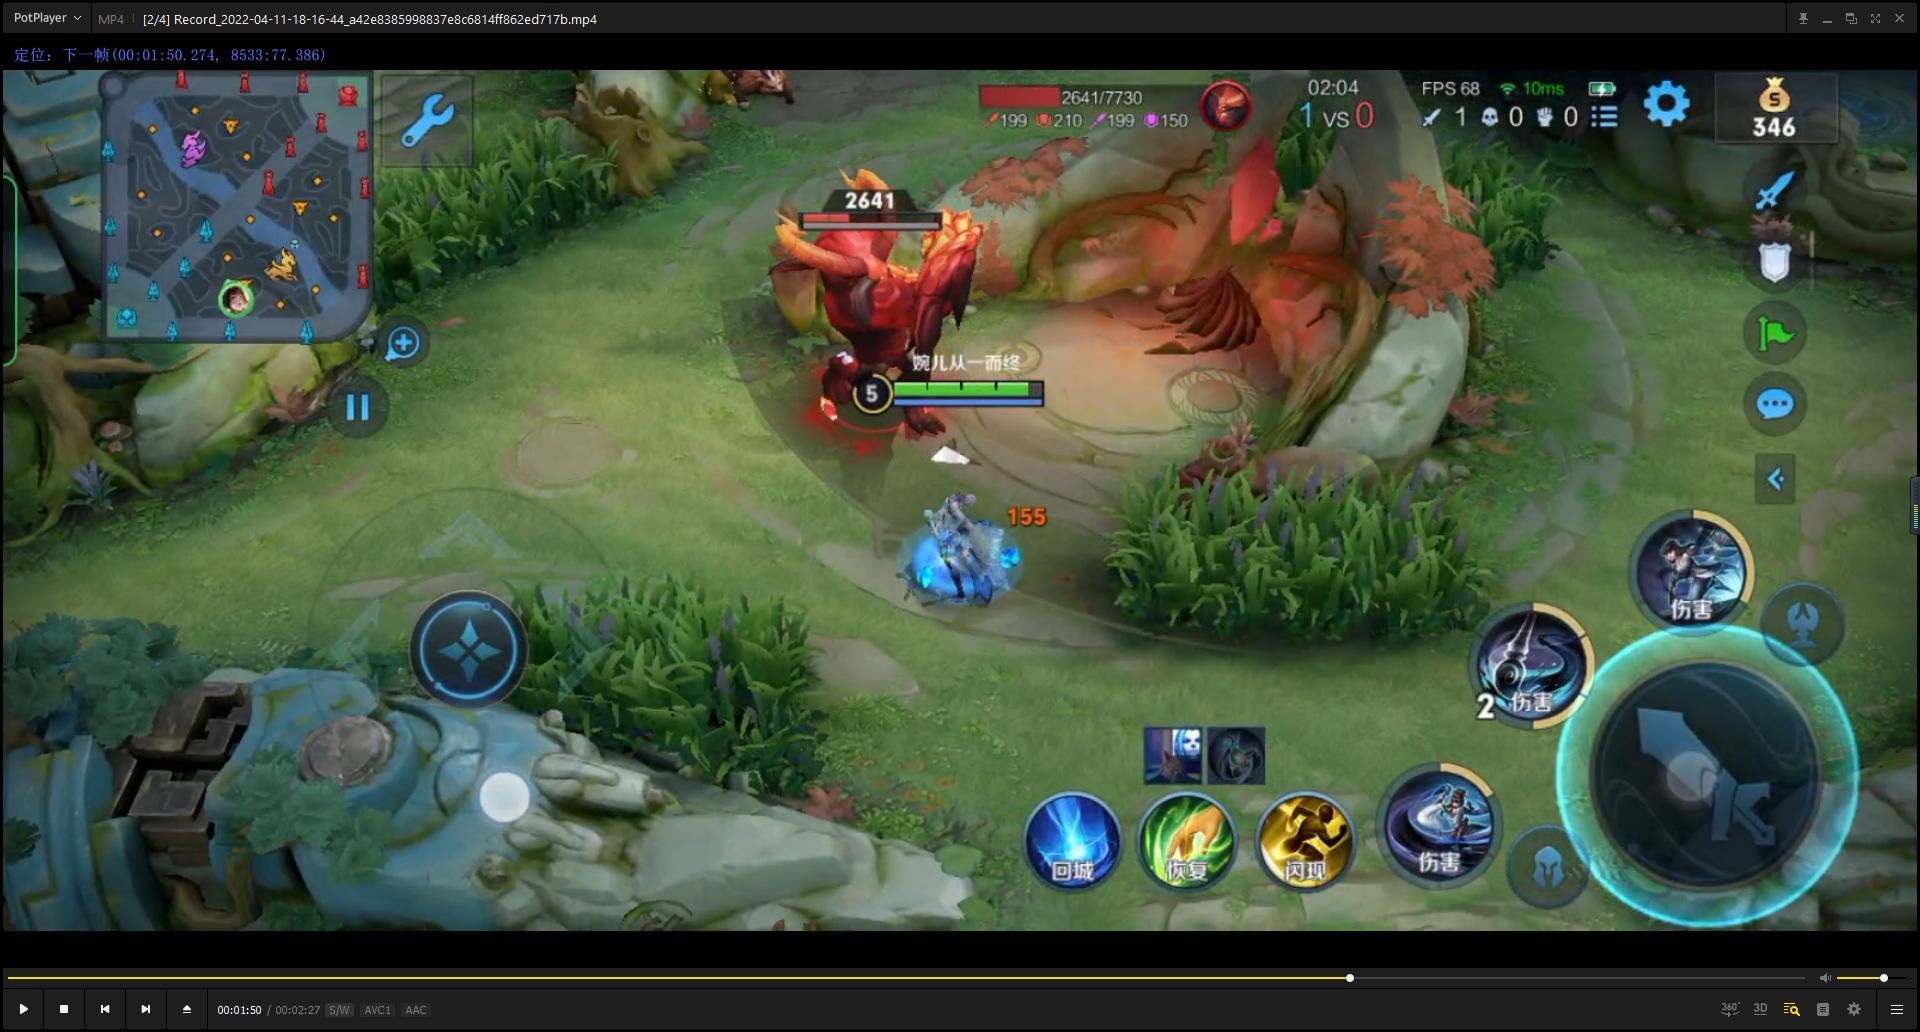 PotPlayer
MP4
[2/4] Record_2022-04-11-18-16-44_a42e8385998837e8c6814ff862ed717b.mp4
定位: 下一帧(00:01:50.274, 8533:77.386)
2641/7730
199 210 199 150
02:04
1 VS 0
FPS 68
10ms
1 0 0
346
2641
婉儿从一而终
5
155
伤害
2 伤害
伤害
回城
恢复
闪现
00:01:50 / 00:02:27 S/W AVC1 AAC
360°
3D